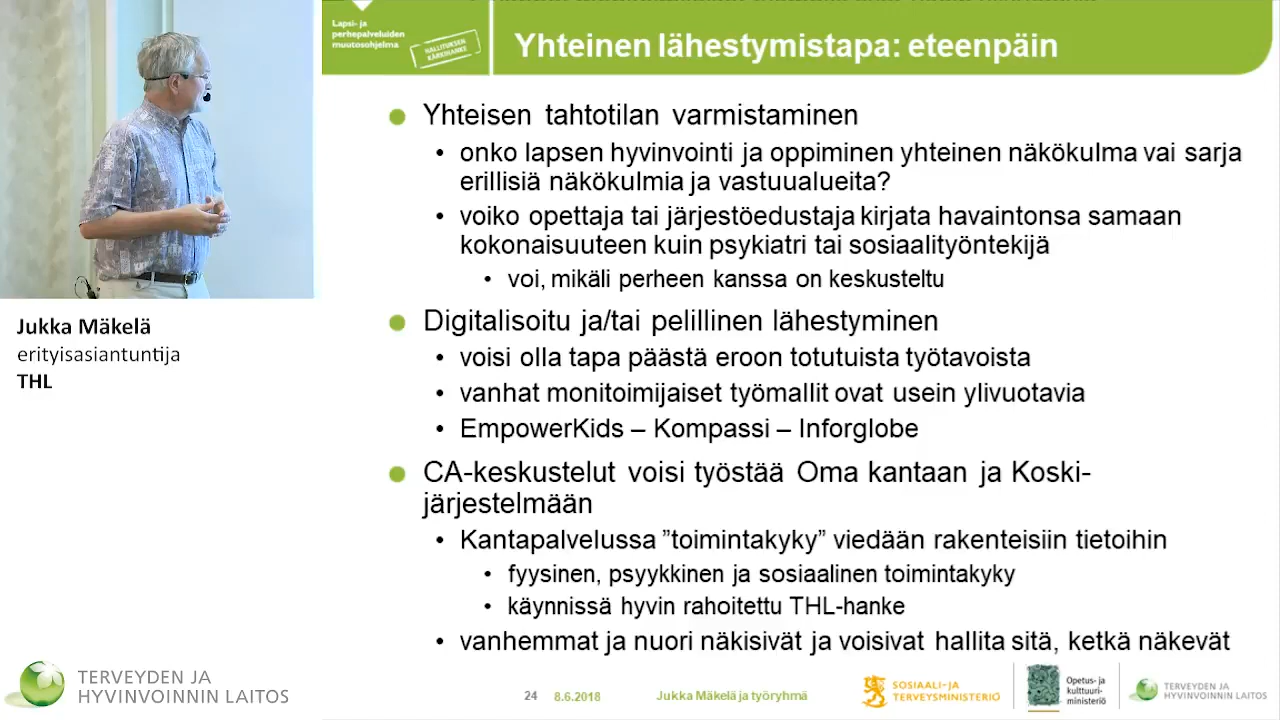 Lapsi- ja
perhepalveluiden
muutosohjelma
HALLITUKSEN
KÄRKIHANKE
Yhteinen lähestymistapa: eteenpäin
Yhteisen tahtotilan varmistaminen
onko lapsen hyvinvointi ja oppiminen yhteinen näkökulma vai sarja
erillisiä näkökulmia ja vastuualueita?
voiko opettaja tai järjestöedustaja kirjata havaintonsa samaan
kokonaisuuteen kuin psykiatri tai sosiaalityöntekijä
voi, mikäli perheen kanssa on keskusteltu
Digitalisoitu ja/tai pelillinen lähestyminen
voisi olla tapa päästä eroon totutuista työtavoista
vanhat monitoimijaiset työmallit ovat usein ylivuotavia
EmpowerKids – Kompassi – Inforglobe
CA-keskustelut voisi työstää Oma kantaan ja Koski-
järjestelmään
Kantapalvelussa ”toimintakyky” viedään rakenteisiin tietoihin
fyysinen, psyykkinen ja sosiaalinen toimintakyky
käynnissä hyvin rahoitettu THL-hanke
vanhemmat ja nuori näkisivät ja voisivat hallita sitä, ketkä näkevät
Jukka Mäkelä
erityisasiantuntija
THL
TERVEYDEN JA
HYVINVOINNIN LAITOS
24 8.6.2018 Jukka Mäkelä ja työryhmä
SOSIAALI- JA
TERVEYSMINISTERIÖ
Opetus- ja
kulttuuri-
ministeriö
TERVEYDEN JA
HYVINVOINNIN LAITOS